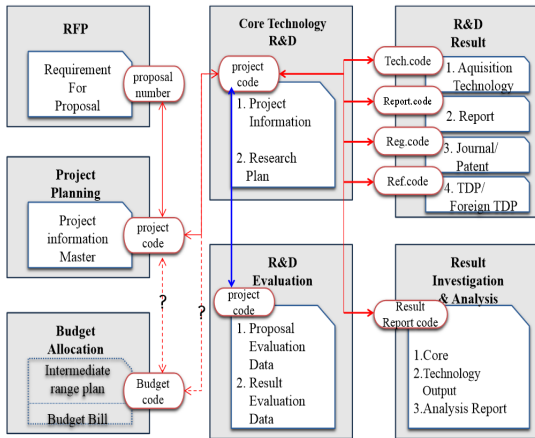 RFP
Requirement
For
Proposal
proposal
number
Project
Planning
Project
information
Master
project
code
?
Budget
Allocation
Intermediate
range plan
Budget Bill
Budget
code
?
Core Technology
R&D
project
code
1. Project
Information
2. Research
Plan
R&D
Evaluation
project
code
1. Proposal
Evaluation
Data
2. Result
Evaluation
Data
R&D
Result
Tech.code
1. Aquisition
Technology
Report.code
2. Report
Reg.code
3. Journal/
Patent
Ref.code
4. TDP/
Foreign TDP
Result
Investigation
& Analysis
Result
Report code
1.Core
2.Technology
Output
3.Analysis Report